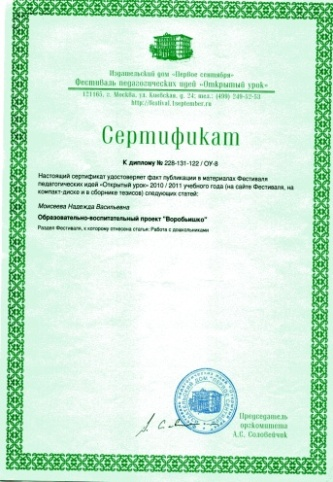 Издательский дом «Первое сентября»
Фестиваль педагогических идей «Открытый урок»
121165, г. Москва, ул. Киевская, д. 24; тел.: (499) 249-52-53
http://festival.1september.ru
Сертификат
К диплому № 228-131-122 / ОУ-8
Настоящий сертификат удостоверяет факт публикации в материалах Фестиваля
педагогических идей «Открытый урок» 2010 / 2011 учебного года (на сайте Фестиваля, на
компакт-диске и в сборнике тезисов) следующих статей:
Моисеева Надежда Васильевна
Образовательно-воспитательный проект "Воробьишко"
Раздел Фестиваля, к которому отнесена статья: Работа с дошкольниками
Председатель
оргкомитета
А.С. Соловейчик